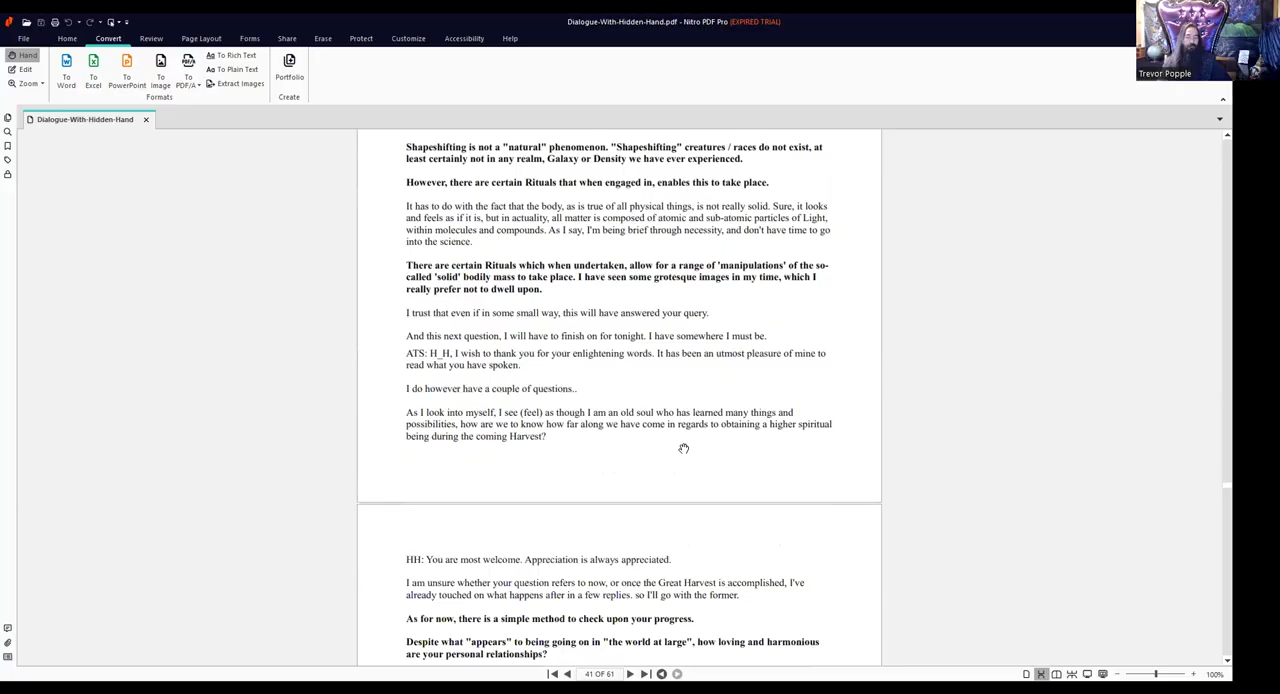 Dialogue-With-Hidden-Hand.pdf - Nitro PDF Pro (EXPIRED TRIAL)
File Home Convert Review Page Layout Forms Share Erase Protect Customize Accessibility Help
Hand
Edit
Zoom
To Word
To Excel
To PowerPoint
To Image
To PDF/A
To Rich Text
To Plain Text
Extract Images
Portfolio
Formats
Create
Trevor Popple
Dialogue-With-Hidden-Hand
Shapeshifting is not a "natural" phenomenon. "Shapeshifting" creatures / races do not exist, at
least certainly not in any realm, Galaxy or Density we have ever experienced.
However, there are certain Rituals that when engaged in, enables this to take place.
It has to do with the fact that the body, as is true of all physical things, is not really solid. Sure, it looks
and feels as if it is, but in actuality, all matter is composed of atomic and sub-atomic particles of Light,
within molecules and compounds. As I say, I'm being brief through necessity, and don't have time to go
into the science.
There are certain Rituals which when undertaken, allow for a range of 'manipulations' of the so-
called 'solid' bodily mass to take place. I have seen some grotesque images in my time, which I
really prefer not to dwell upon.
I trust that even if in some small way, this will have answered your query.
And this next question, I will have to finish on for tonight. I have somewhere I must be.
ATS: H_H, I wish to thank you for your enlightening words. It has been an utmost pleasure of mine to
read what you have spoken.
I do however have a couple of questions..
As I look into myself, I see (feel) as though I am an old soul who has learned many things and
possibilities, how are we to know how far along we have come in regards to obtaining a higher spiritual
being during the coming Harvest?
HH: You are most welcome. Appreciation is always appreciated.
I am unsure whether your question refers to now, or once the Great Harvest is accomplished, I've
already touched on what happens after in a few replies. so I'll go with the former.
As for now, there is a simple method to check upon your progress.
Despite what "appears" to being going on in "the world at large", how loving and harmonious
are your personal relationships?
41 OF 61
100%